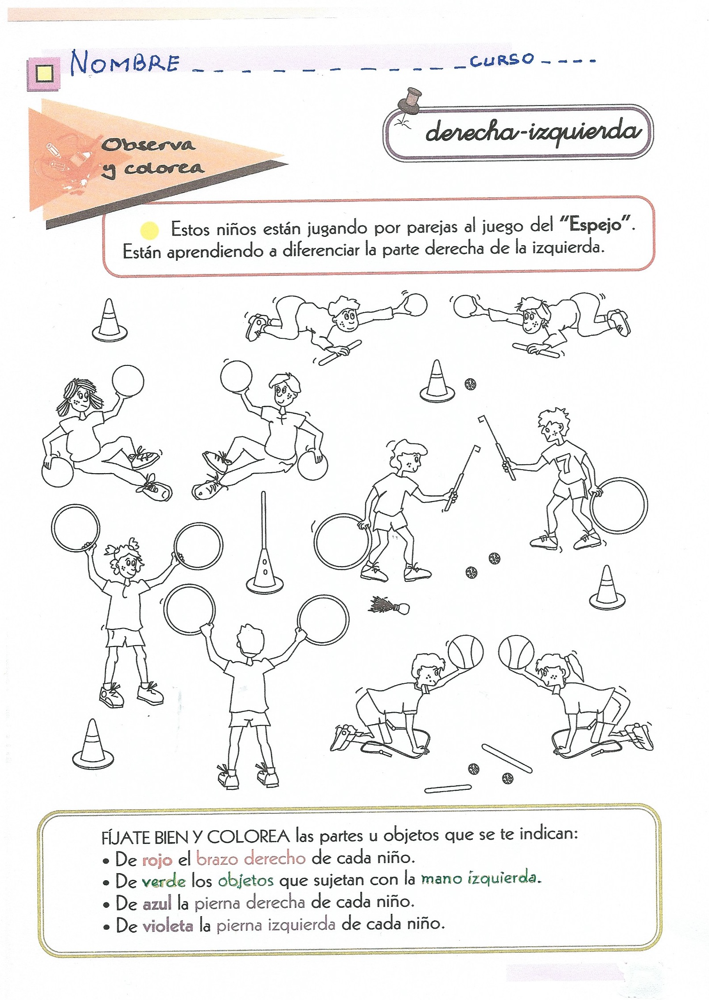 NOMBRE _ _ _ _ _ _ _ _ _ _ _ CURSO _ _ _ _
derecha-izquierda
Observa
y colorea
Estos niños están jugando por parejas al juego del “Espejo”.
Están aprendiendo a diferenciar la parte derecha de la izquierda.
7
FÍJATE BIEN Y COLOREA las partes u objetos que se te indican:
• De rojo el brazo derecho de cada niño.
• De verde los objetos que sujetan con la mano izquierda.
• De azul la pierna derecha de cada niño.
• De violeta la pierna izquierda de cada niño.